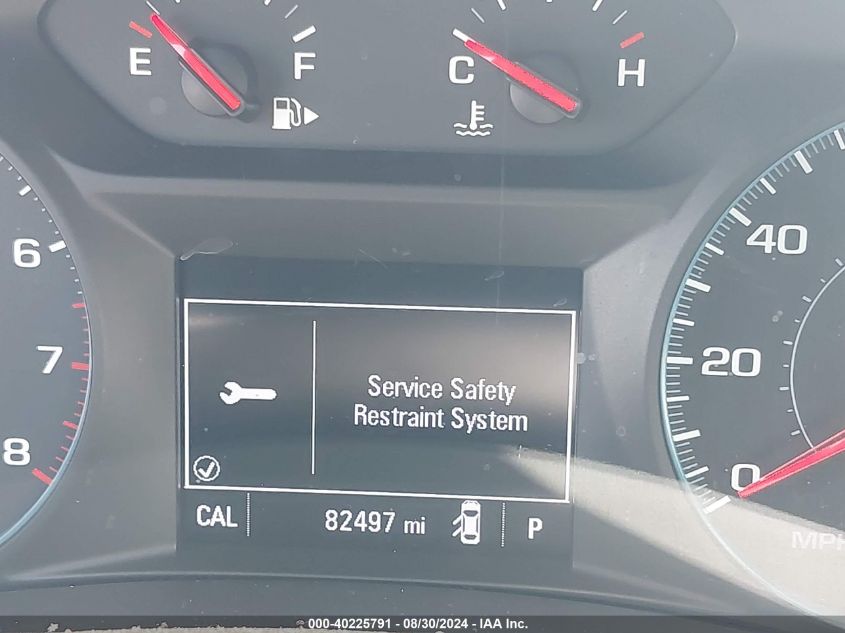 E F
C H
6
7
8
40
20
0
MPH
Service Safety
Restraint System
CAL 82497 mi P
000-40225791 - 08/30/2024 - IAA Inc.